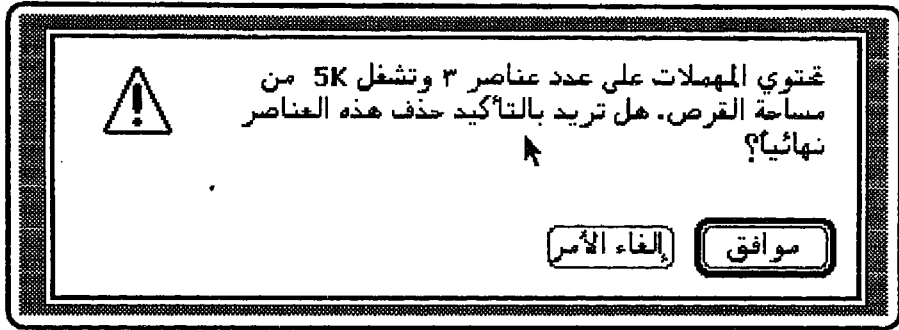 تحتوي المهملات على عدد عناصر ٣ وتشغل 5K من
مساحة القرص. هل تريد بالتأكيد حذف هذه العناصر
نهائياً؟
موافق
إلغاء الأمر